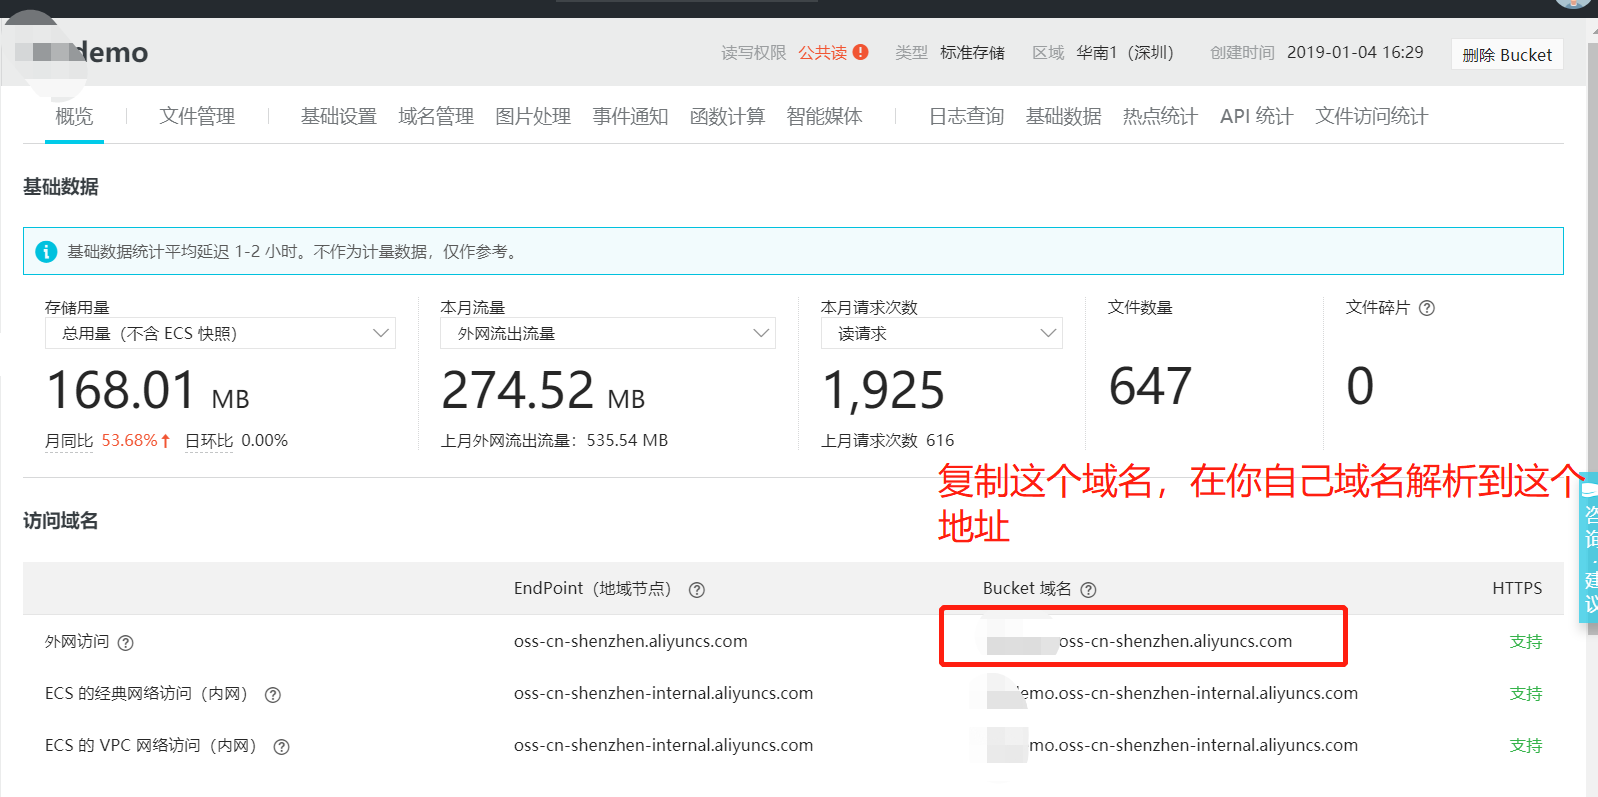 demo
读写权限 公共读 类型 标准存储 区域 华南1（深圳） 创建时间 2019-01-04 16:29 删除 Bucket
概览 文件管理 基础设置 域名管理 图片处理 事件通知 函数计算 智能媒体 日志查询 基础数据 热点统计 API 统计 文件访问统计
基础数据
基础数据统计平均延迟 1-2 小时。不作为计量数据，仅作参考。
存储用量 本月流量 本月请求次数 文件数量 文件碎片
总用量（不含 ECS 快照） 外网流出流量 读请求
168.01 MB 274.52 MB 1,925 647 0
月同比 53.68% 日环比 0.00% 上月外网流出流量：535.54 MB 上月请求次数 616
复制这个域名，在你自己域名解析到这个
地址
访问域名
EndPoint（地域节点） Bucket 域名 HTTPS
外网访问 oss-cn-shenzhen.aliyuncs.com oss-cn-shenzhen.aliyuncs.com 支持
ECS 的经典网络访问（内网） oss-cn-shenzhen-internal.aliyuncs.com emo.oss-cn-shenzhen-internal.aliyuncs.com 支持
ECS 的 VPC 网络访问（内网） oss-cn-shenzhen-internal.aliyuncs.com mo.oss-cn-shenzhen-internal.aliyuncs.com 支持
咨询·建议